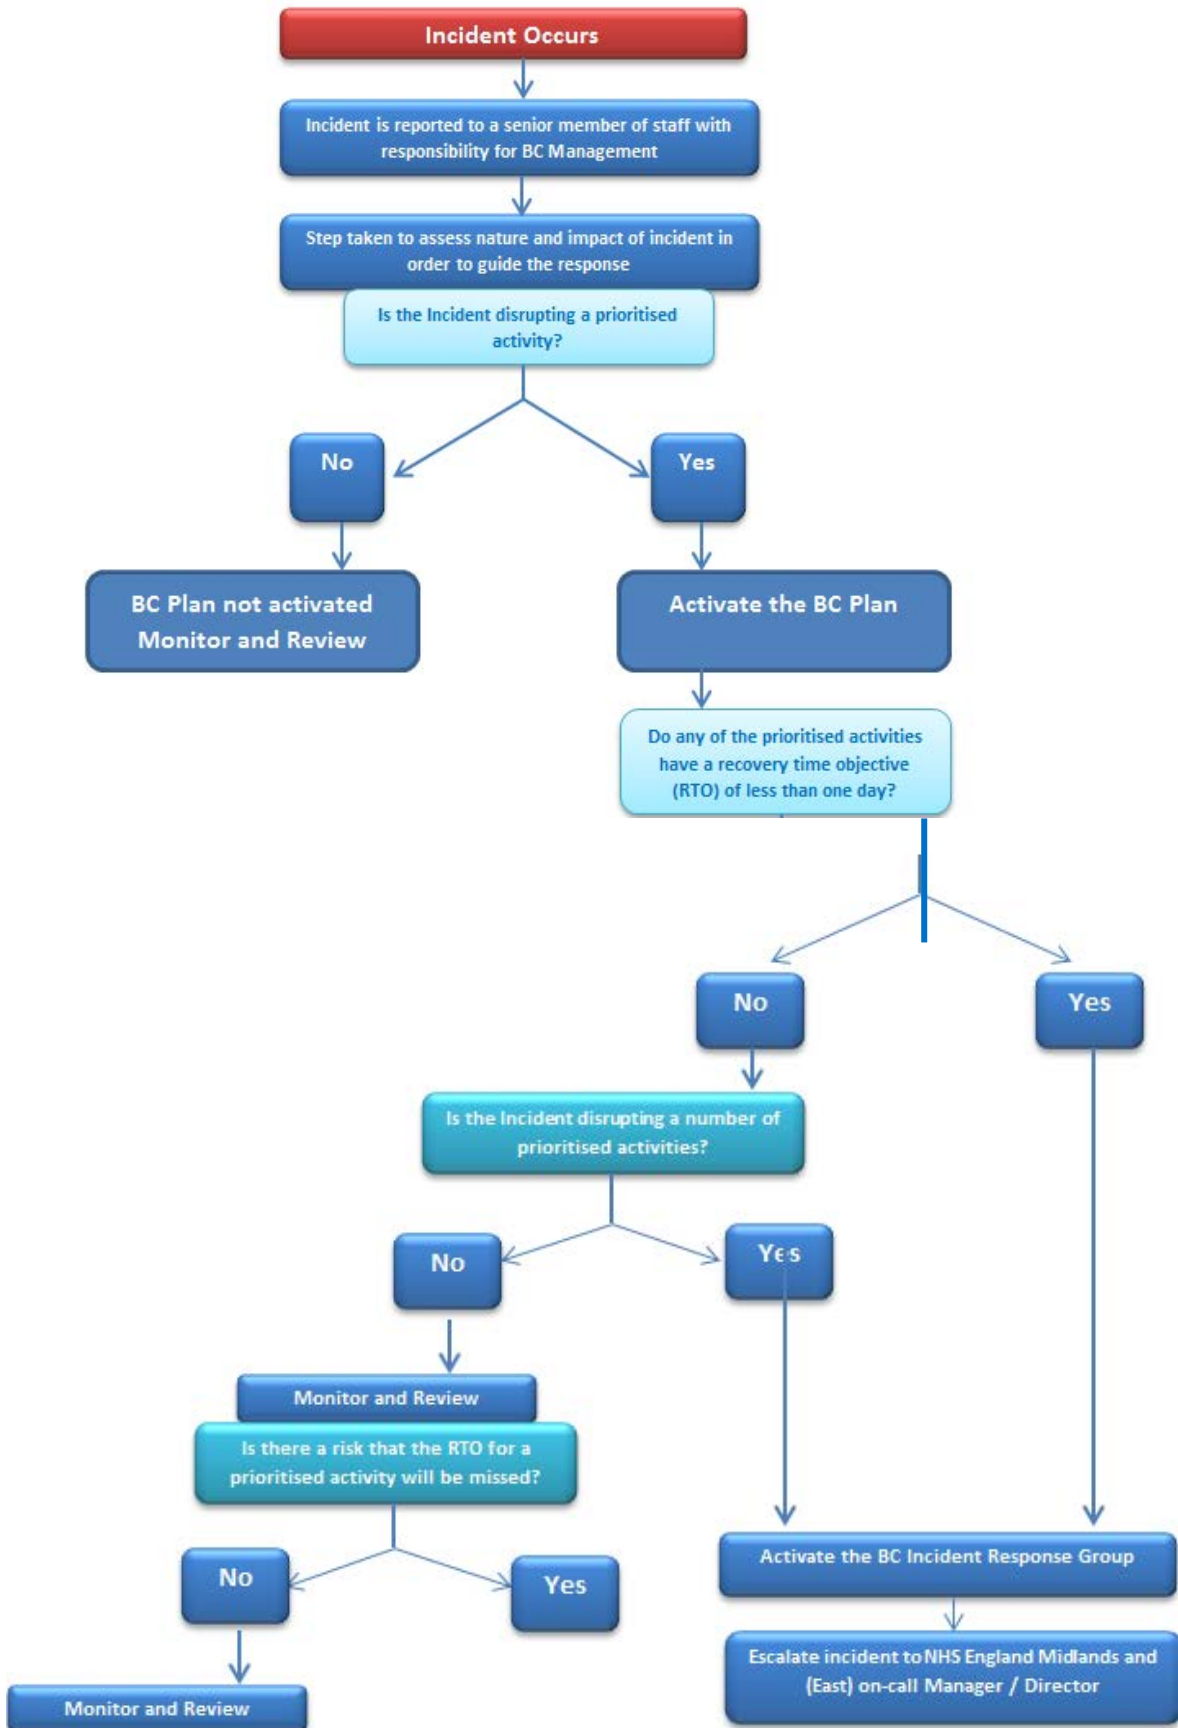 Incident Occurs
Incident is reported to a senior member of staff with
responsibility for BC Management
Step taken to assess nature and impact of incident in
order to guide the response
Is the Incident disrupting a prioritised
activity?
No
Yes
BC Plan not activated
Monitor and Review
Activate the BC Plan
Do any of the prioritised activities
have a recovery time objective
(RTO) of less than one day?
No
Yes
Is the Incident disrupting a number of
prioritised activities?
No
Yes
Monitor and Review
Is there a risk that the RTO for a
prioritised activity will be missed?
No
Yes
Activate the BC Incident Response Group
Escalate incident to NHS England Midlands and
(East) on-call Manager / Director
Monitor and Review